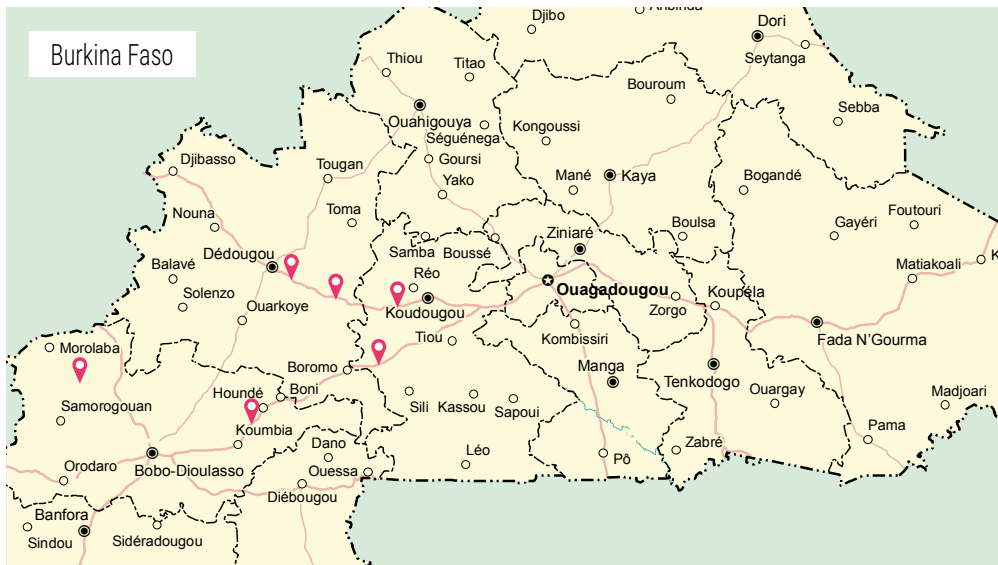 Burkina Faso
Djibo
Dori
Seytanga
Thiou
Titao
Bouroum
Sebba
Ouahigouya
Séguénega
Kongoussi
Djibasso
Tougan
Goursi
Yako
Mané
Kaya
Bogandé
Nouna
Toma
Foutouri
Gayéri
Boulsa
Ziniaré
Dédougou
Samba
Boussé
Balavé
Réo
Matiakoali
K
Solenzo
Ouagadougou
Koupéla
Ouarkoye
Koudougou
Zorgo
Tiou
Kombissiri
Fada N’Gourma
Morolaba
Boromo
Manga
Tenkodogo
Houndé
Boni
Ouargay
Madjoari
Samorogouan
Sili
Kassou
Sapoui
Koumbia
Dano
Pama
Zabré
Léo
Pô
Orodaro
Bobo-Dioulasso
Ouessa
Diébougou
Banfora
Sindou
Sidéradougou